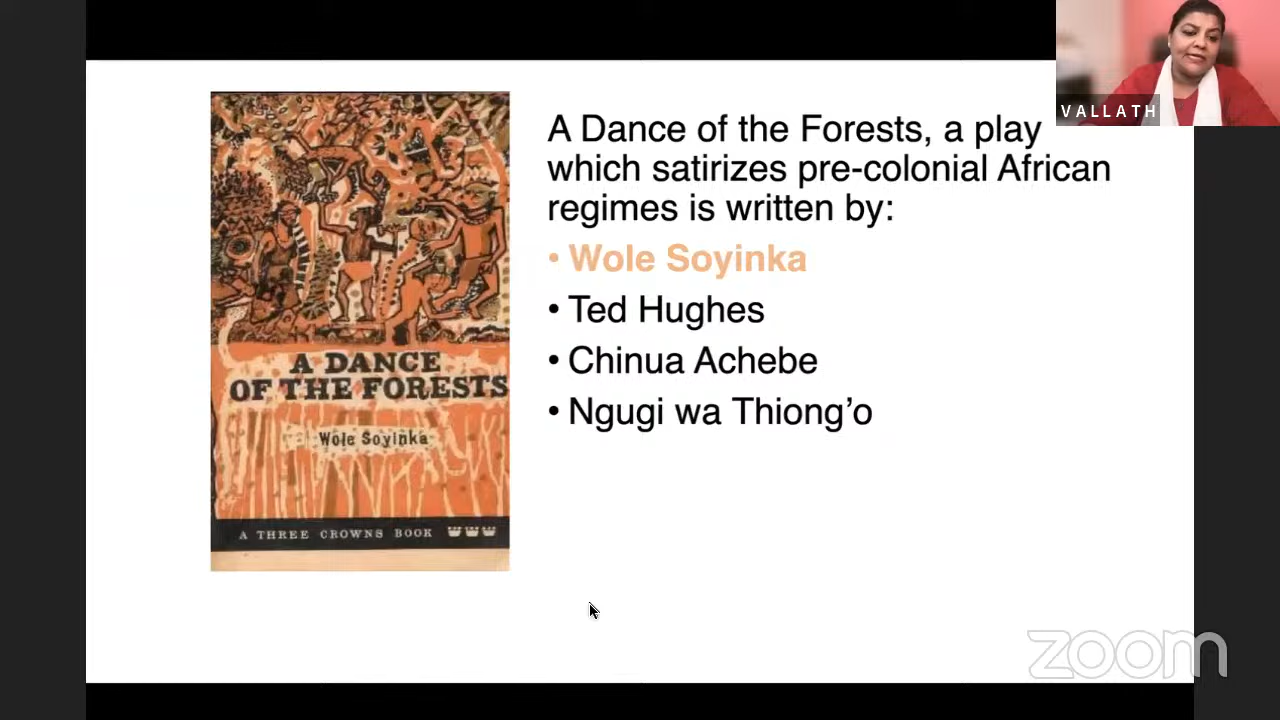 VALLATH
A Dance of the Forests, a play
which satirizes pre-colonial African
regimes is written by:
• Wole Soyinka
• Ted Hughes
• Chinua Achebe
• Ngugi wa Thiong’o
A DANCE
OF THE FORESTS
Wole Soyinka
A THREE CROWNS BOOK
zoom